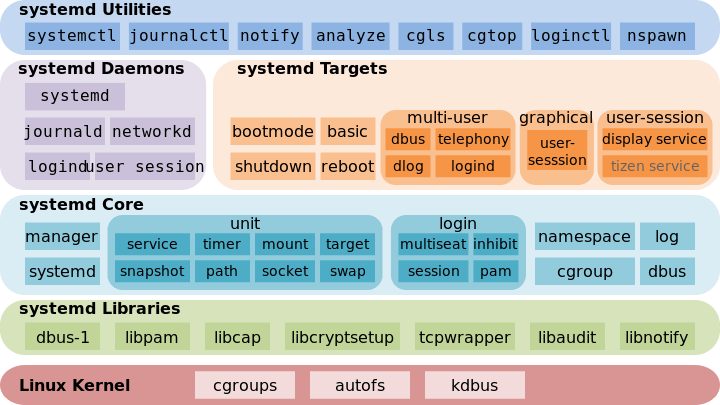 systemd Utilities
systemctl journalctl notify analyze cgls cgtop loginctl nspawn
systemd Daemons
systemd
journald networkd
logind user session
systemd Targets
bootmode basic
shutdown reboot
multi-user
dbus telephony
dlog logind
graphical
user-
sesssion
user-session
display service
tizen service
systemd Core
manager
systemd
unit
service timer mount target
snapshot path socket swap
login
multiseat inhibit
session pam
namespace log
cgroup dbus
systemd Libraries
dbus-1 libpam libcap libcryptsetup tcpwrapper libaudit libnotify
Linux Kernel cgroups autofs kdbus